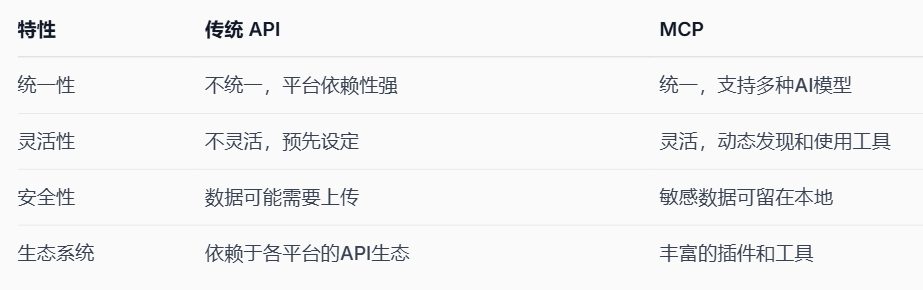 特性 传统 API MCP
统一性 不统一，平台依赖性强 统一，支持多种AI模型
灵活性 不灵活，预先设定 灵活，动态发现和使用工具
安全性 数据可能需要上传 敏感数据可留在本地
生态系统 依赖于各平台的API生态 丰富的插件和工具